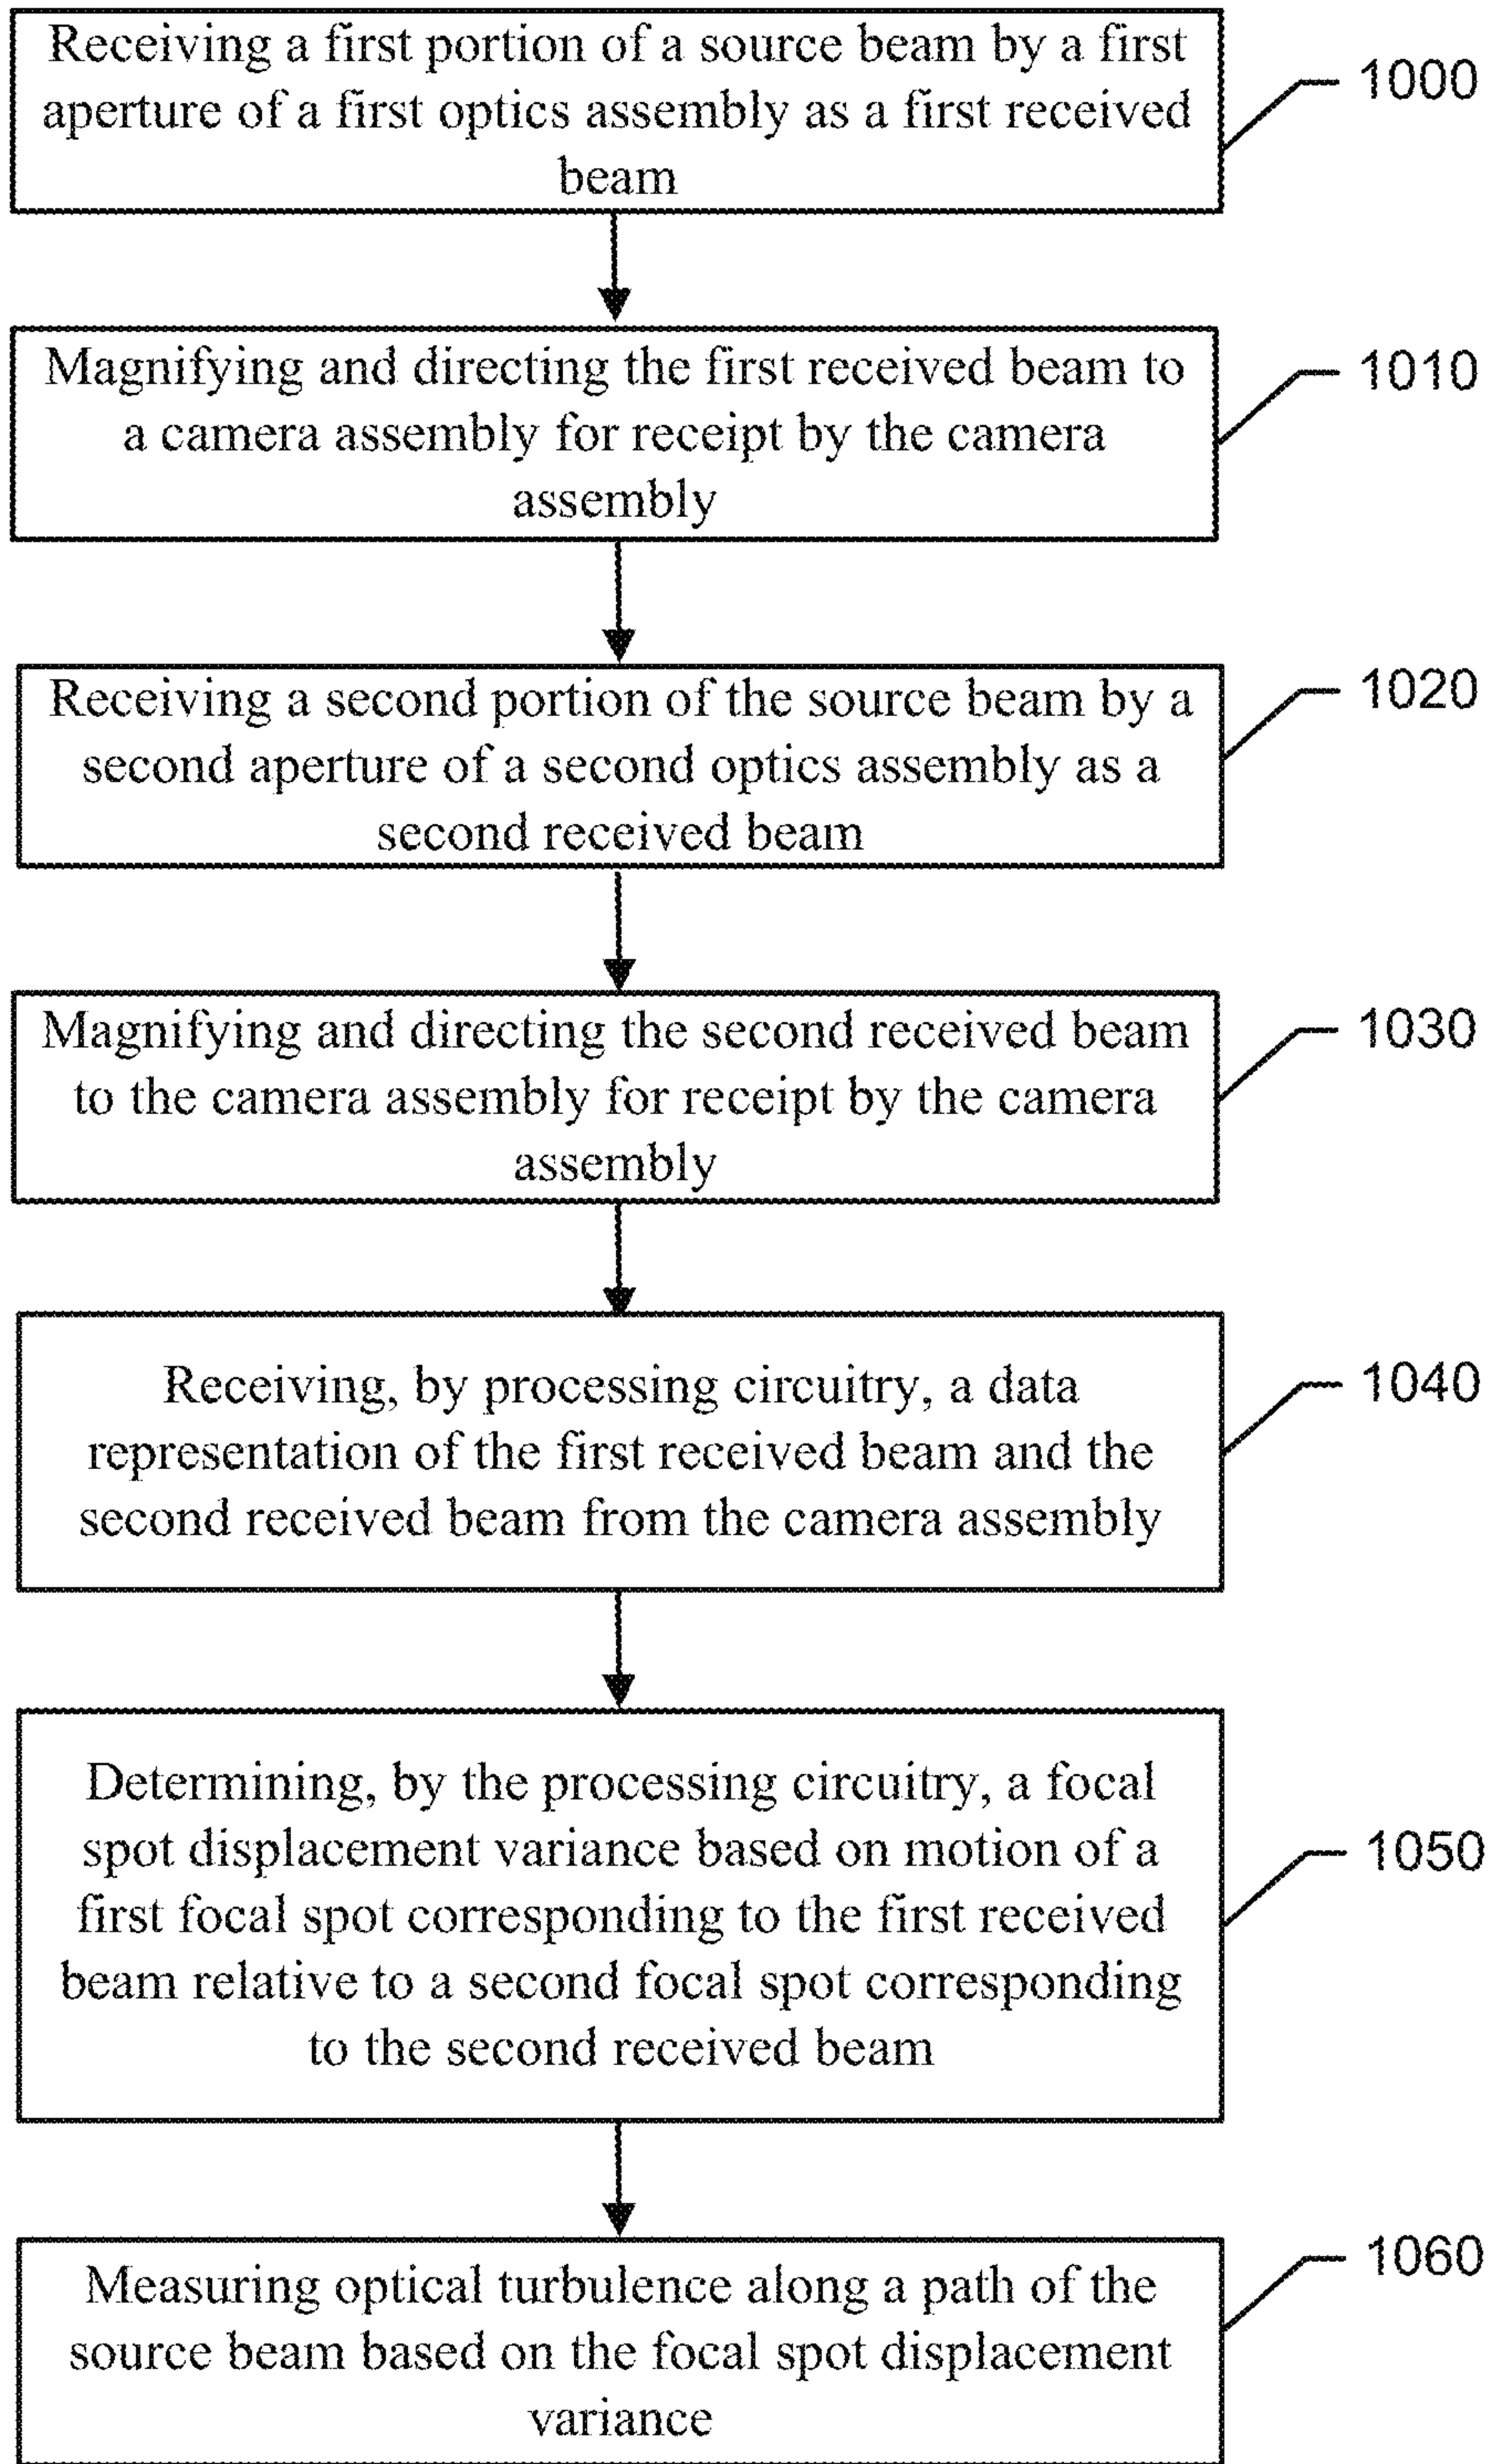 Receiving a first portion of a source beam by a first
aperture of a first optics assembly as a first received
beam
1000
Magnifying and directing the first received beam to
a camera assembly for receipt by the camera
assembly
1010
Receiving a second portion of the source beam by a
second aperture of a second optics assembly as a
second received beam
1020
Magnifying and directing the second received beam
to the camera assembly for receipt by the camera
assembly
1030
Receiving, by processing circuitry, a data
representation of the first received beam and the
second received beam from the camera assembly
1040
Determining, by the processing circuitry, a focal
spot displacement variance based on motion of a
first focal spot corresponding to the first received
beam relative to a second focal spot corresponding
to the second received beam
1050
Measuring optical turbulence along a path of the
source beam based on the focal spot displacement
variance
1060